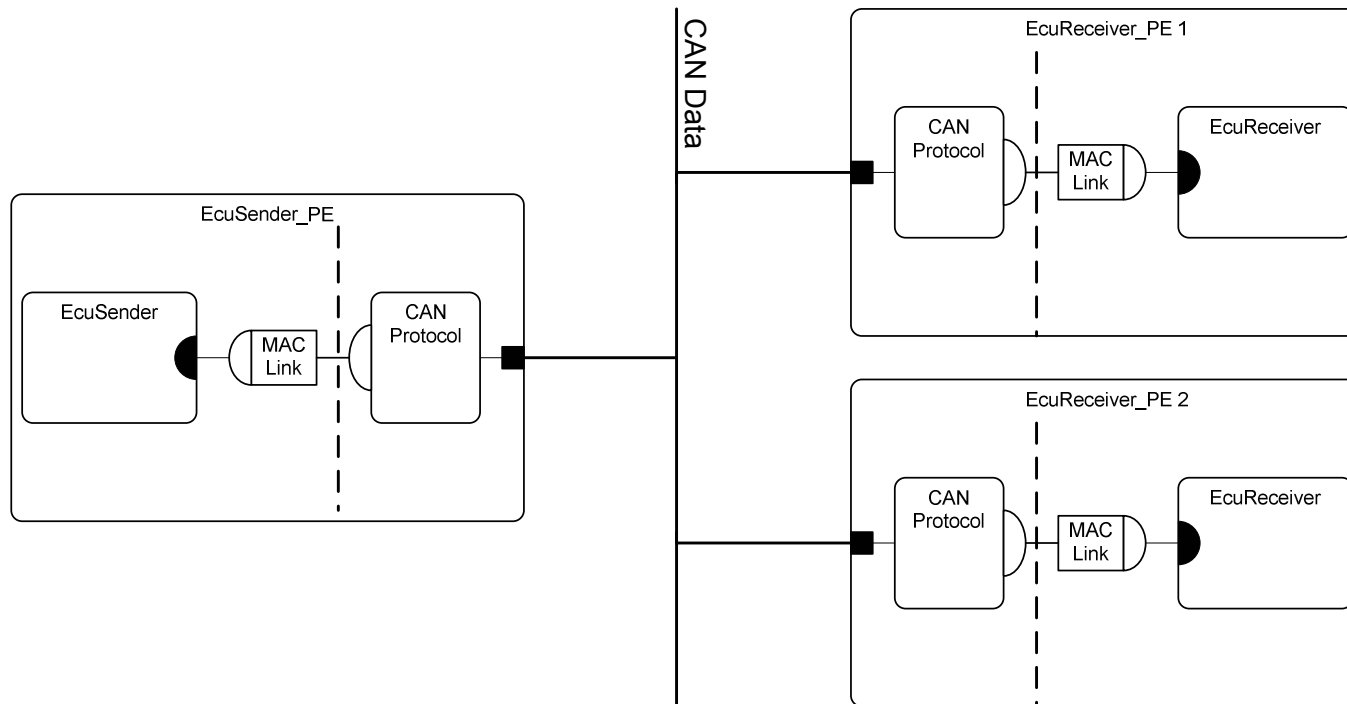 EcuSender_PE
EcuSender
MAC
Link
CAN
Protocol
CAN Data
EcuReceiver_PE 1
CAN
Protocol
MAC
Link
EcuReceiver
EcuReceiver_PE 2
CAN
Protocol
MAC
Link
EcuReceiver